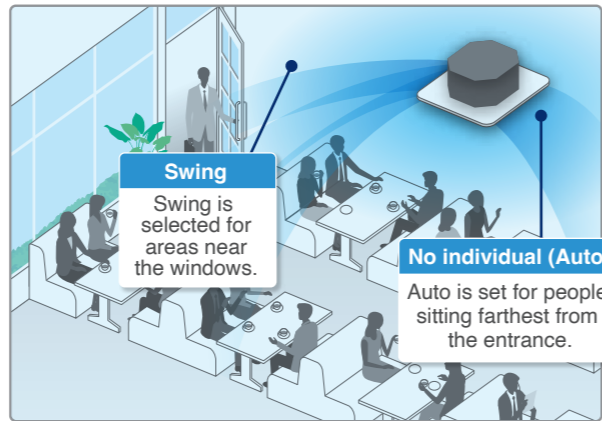 Swing
Swing is
selected for
areas near
the windows.
No individual (Auto
Auto is set for people
sitting farthest from
the entrance.